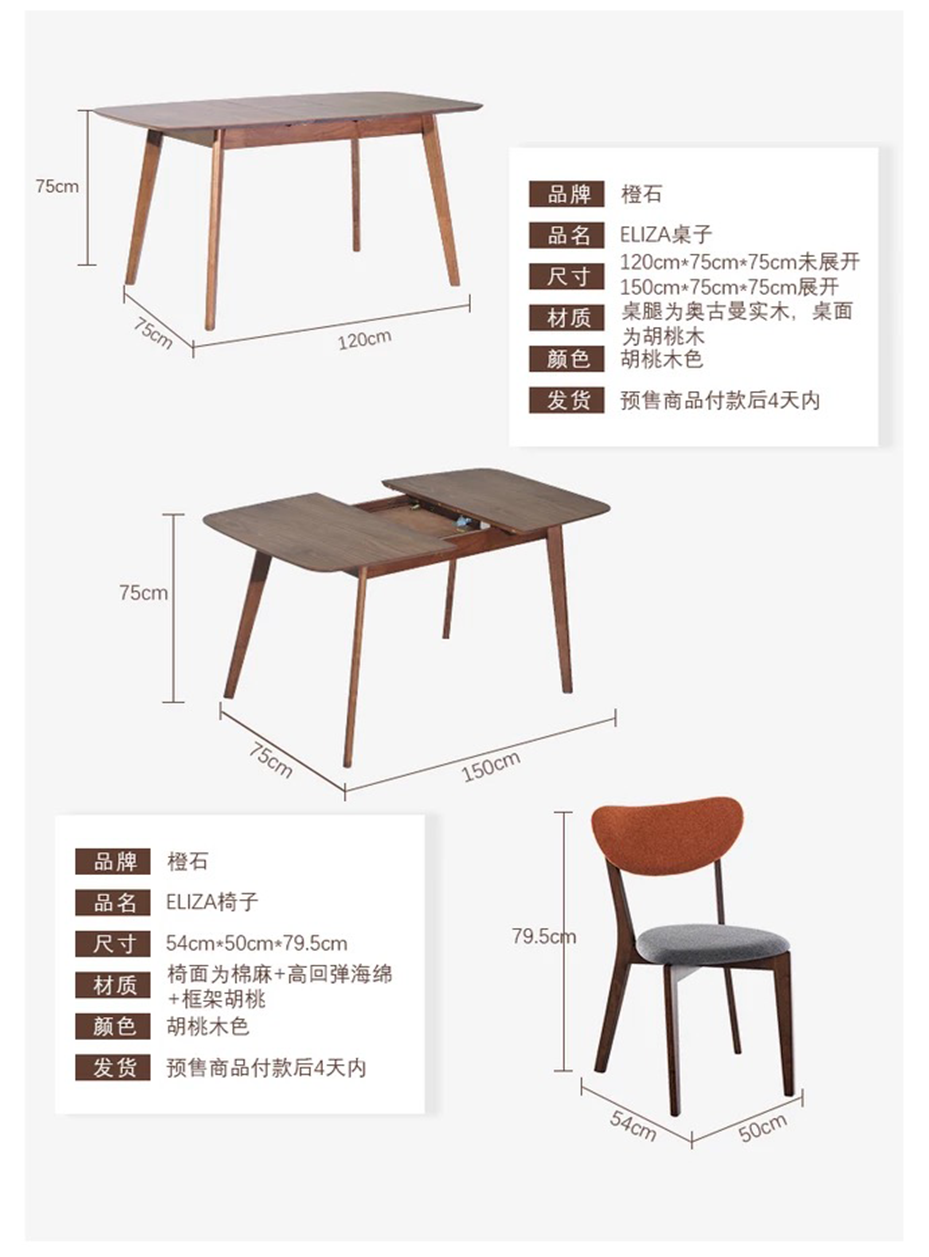 75cm
75cm
120cm
品牌 橙石
品名 ELIZA桌子
尺寸 120cm*75cm*75cm未展开
150cm*75cm*75cm展开
材质 桌腿为奥古曼实木，桌面
为胡桃木
颜色 胡桃木色
发货 预售商品付款后4天内
75cm
75cm
150cm
品牌 橙石
品名 ELIZA椅子
尺寸 54cm*50cm*79.5cm
材质 椅面为棉麻+高回弹海绵
+框架胡桃
颜色 胡桃木色
发货 预售商品付款后4天内
79.5cm
54cm
50cm